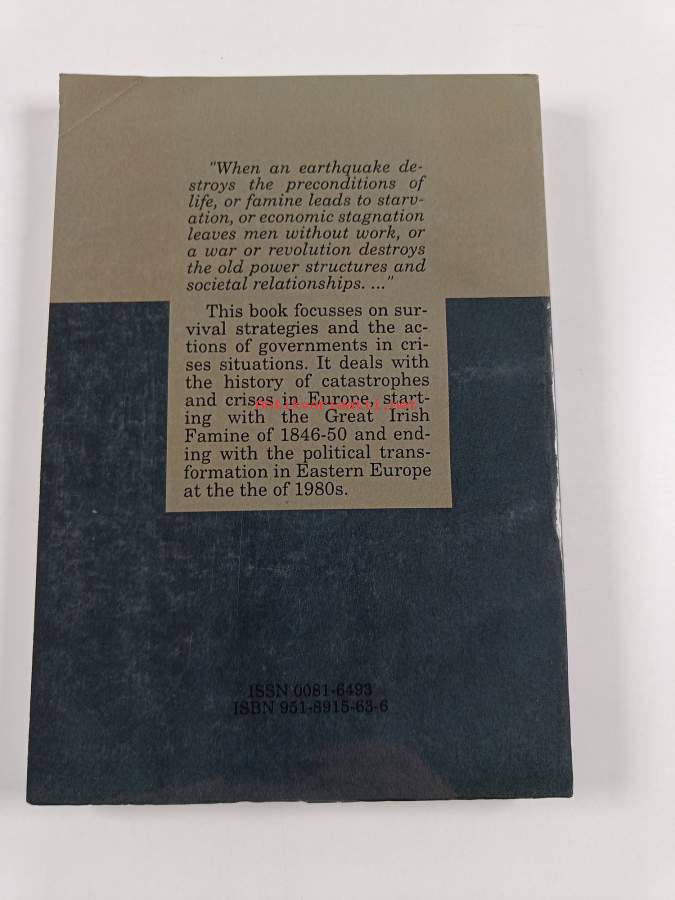 "When an earthquake de-
stroys the preconditions of
life, or famine leads to starv-
ation, or economic stagnation
leaves men without work, or
a war or revolution destroys
the old power structures and
societal relationships. ..."
This book focusses on sur-
vival strategies and the ac-
tions of governments in cri-
ses situations. It deals with
the history of catastrophes
and crises in Europe, start-
ing with the Great Irish
Famine of 1846-50 and end-
ing with the political trans-
formation in Eastern Europe
at the the of 1980s.
ISSN 0081-6493
ISBN 951-8915-63-6